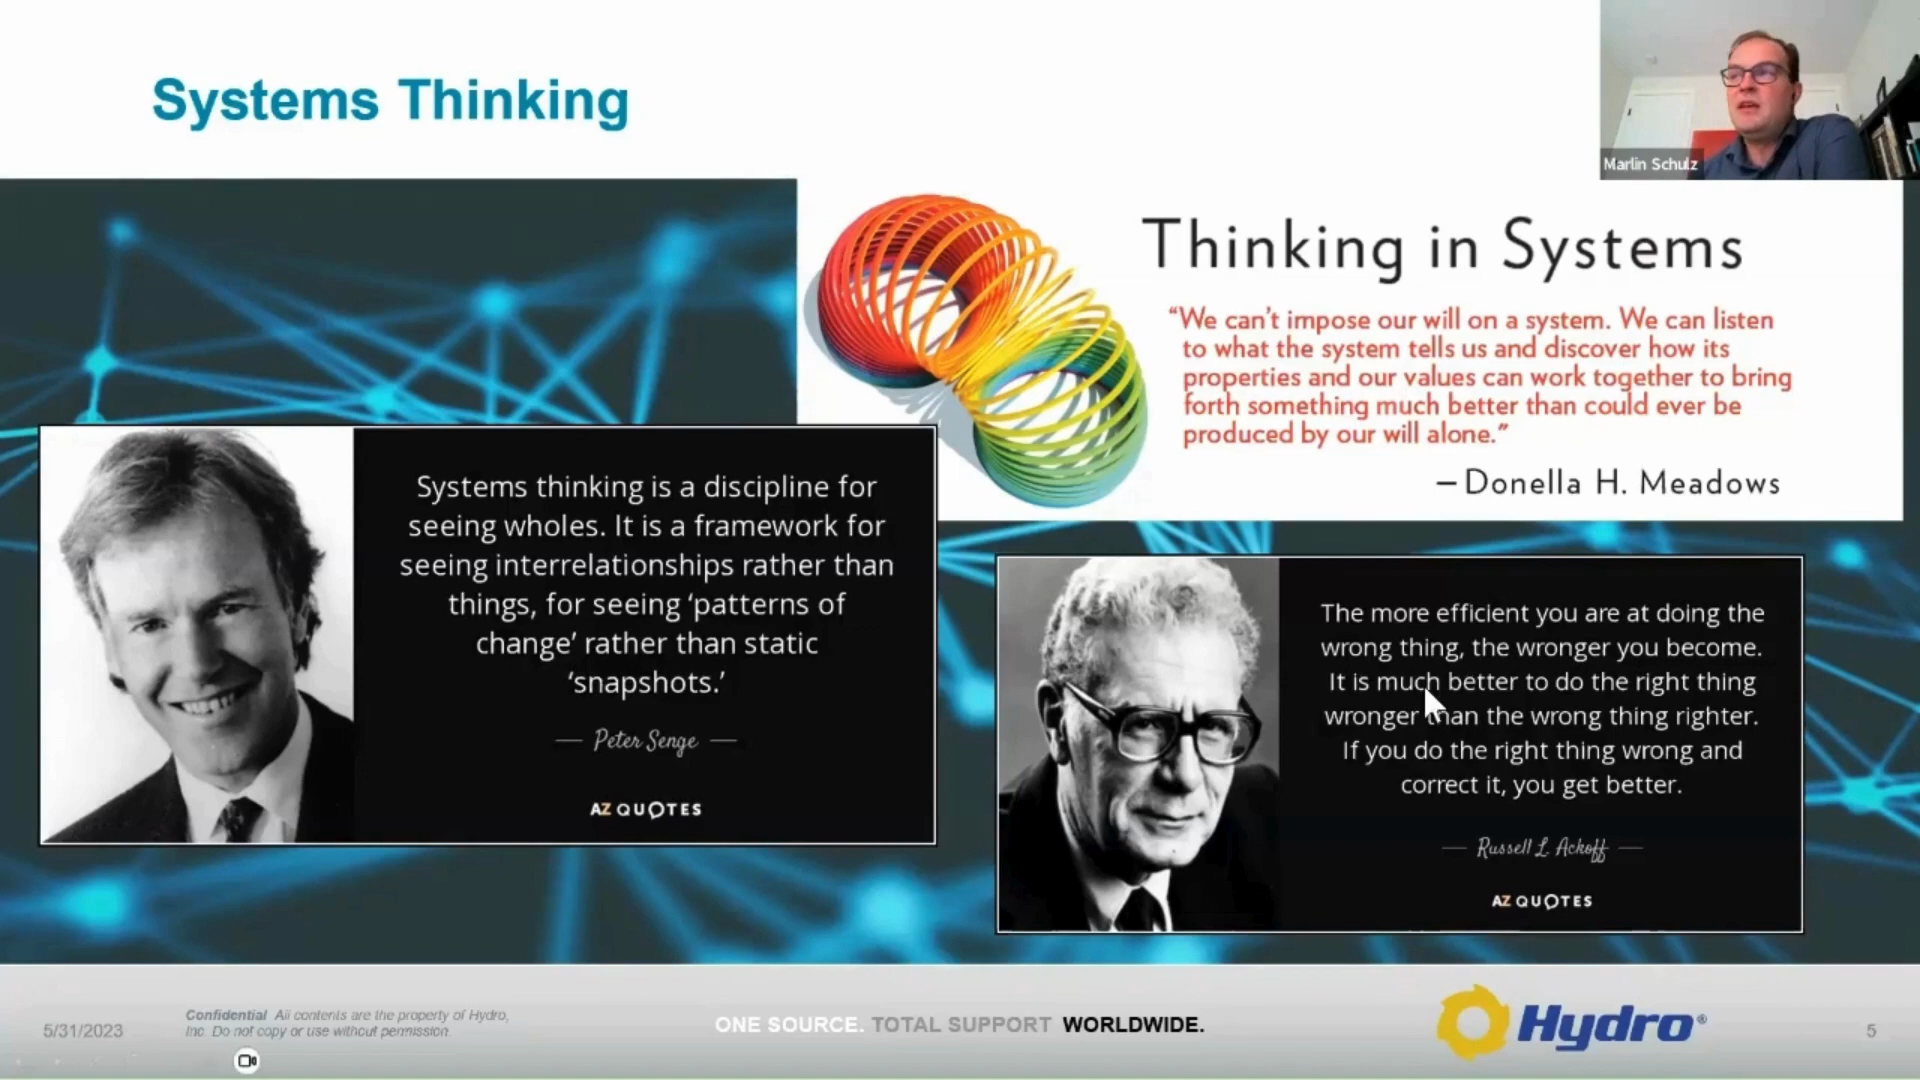 Systems Thinking
Marlin Schulz
Thinking in Systems
“We can’t impose our will on a system. We can listen
to what the system tells us and discover how its
properties and our values can work together to bring
forth something much better than could ever be
produced by our will alone.”
—Donella H. Meadows
Systems thinking is a discipline for
seeing wholes. It is a framework for
seeing interrelationships rather than
things, for seeing ‘patterns of
change’ rather than static
‘snapshots.’
— Peter Senge —
AZ QUOTES
The more efficient you are at doing the
wrong thing, the wronger you become.
It is much better to do the right thing
wronger than the wrong thing righter.
If you do the right thing wrong and
correct it, you get better.
— Russell L. Ackoff —
AZ QUOTES
5/31/2023
Confidential All contents are the property of Hydro,
Inc. Do not copy or use without permission.
ONE SOURCE. TOTAL SUPPORT WORLDWIDE.
Hydro®
5